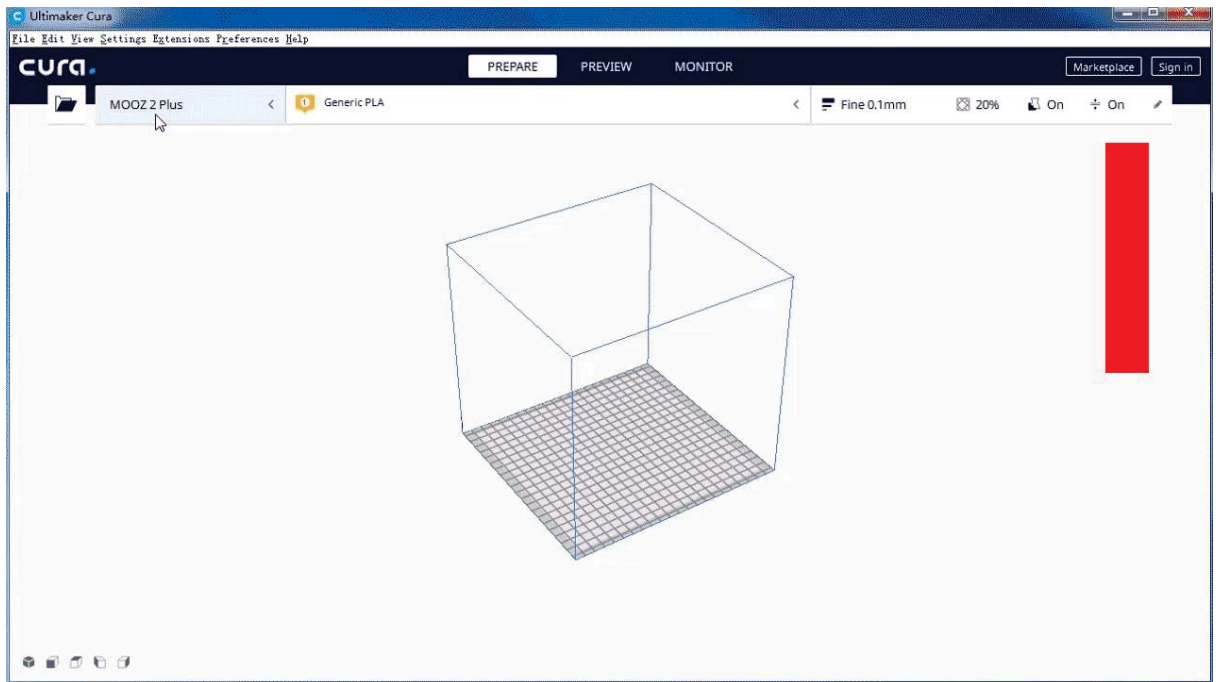 Ultimaker Cura
File Edit View Settings Extensions Preferences Help
cura.
PREPARE PREVIEW MONITOR
Marketplace Sign in
MOOZ 2 Plus
1 Generic PLA
Fine 0.1mm 20% On On